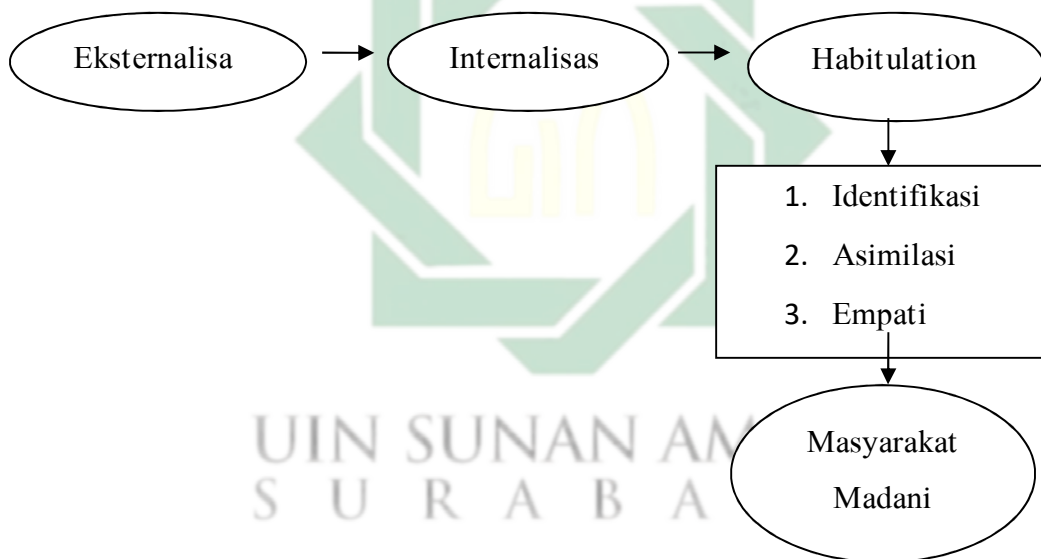 Eksternalisa
Internalisas
Habitulation
1. Identifikasi
2. Asimilasi
3. Empati
Masyarakat
Madani
UIN SUNAN AM
S U R A B A